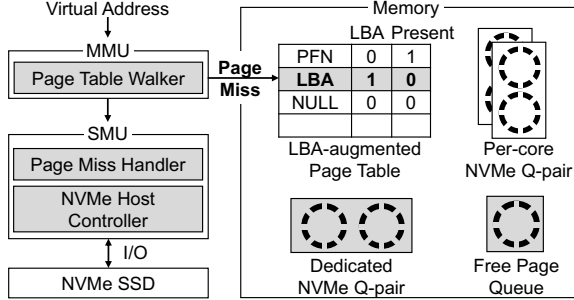 Virtual Address
MMU
Page Table Walker
SMU
Page Miss Handler
NVMe Host
Controller
I/O
NVMe SSD
Page
Miss
Memory
LBA Present
PFN 0 1
LBA 1 0
NULL 0 0
LBA-augmented
Page Table
Per-core
NVMe Q-pair
Dedicated
NVMe Q-pair
Free Page
Queue